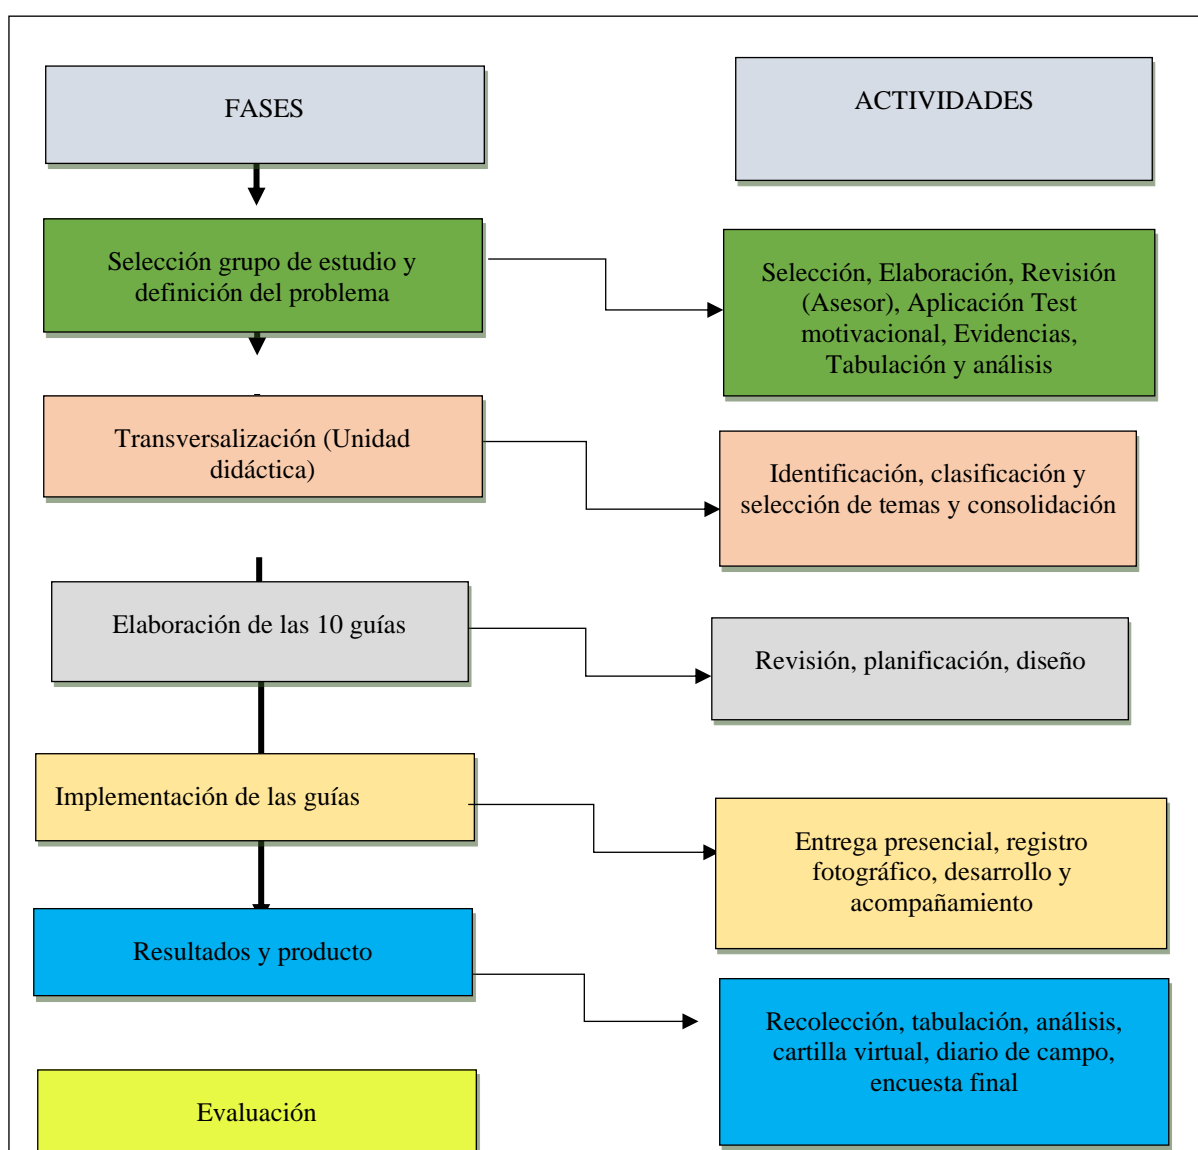 FASES
ACTIVIDADES
Selección grupo de estudio y
definición del problema
Selección, Elaboración, Revisión
(Asesor), Aplicación Test
motivacional, Evidencias,
Tabulación y análisis
Transversalización (Unidad
didáctica)
Identificación, clasificación y
selección de temas y consolidación
Elaboración de las 10 guías
Revisión, planificación, diseño
Implementación de las guías
Entrega presencial, registro
fotográfico, desarrollo y
acompañamiento
Resultados y producto
Recolección, tabulación, análisis,
cartilla virtual, diario de campo,
encuesta final
Evaluación